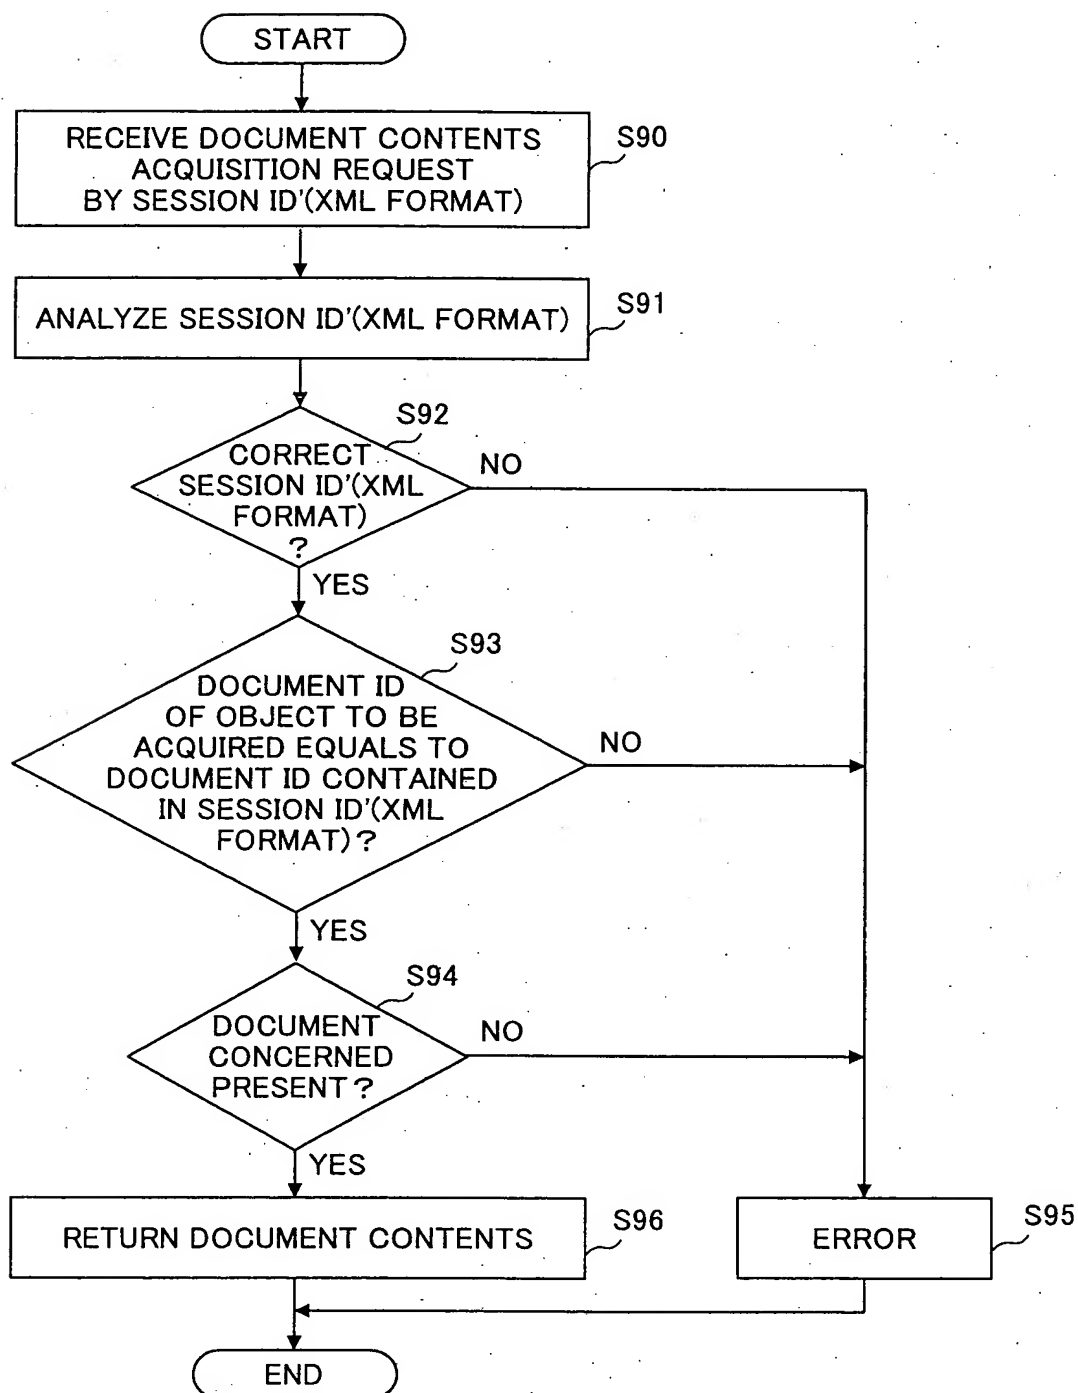 START
RECEIVE DOCUMENT CONTENTS
ACQUISITION REQUEST
BY SESSION ID'(XML FORMAT)
S90
ANALYZE SESSION ID'(XML FORMAT)
S91
S92
CORRECT
SESSION ID'(XML
FORMAT)
?
NO
YES
S93
DOCUMENT ID
OF OBJECT TO BE
ACQUIRED EQUALS TO
DOCUMENT ID CONTAINED
IN SESSION ID'(XML
FORMAT)?
NO
YES
S94
DOCUMENT
CONCERNED
PRESENT?
NO
YES
RETURN DOCUMENT CONTENTS
S96
ERROR
S95
END